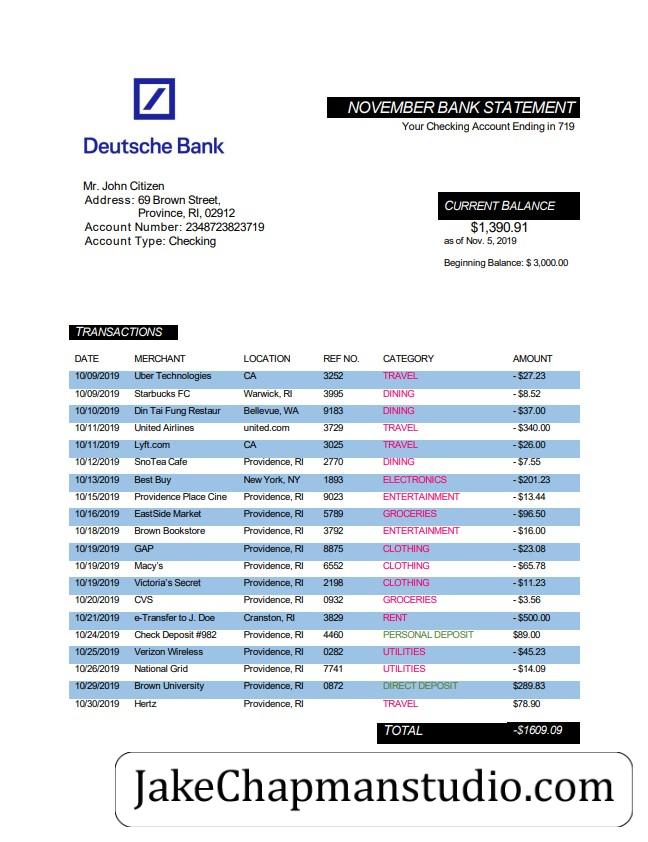 Deutsche Bank
NOVEMBER BANK STATEMENT
Your Checking Account Ending in 719
Mr. John Citizen
Address: 69 Brown Street,
Province, RI, 02912
Account Number: 2348723823719
Account Type: Checking
CURRENT BALANCE
$1,390.91
as of Nov. 5, 2019
Beginning Balance: $ 3,000.00
TRANSACTIONS
DATE MERCHANT LOCATION REF NO. CATEGORY AMOUNT
10/09/2019 Uber Technologies CA 3252 TRAVEL - $27.23
10/09/2019 Starbucks FC Warwick, RI 3995 DINING - $8.52
10/10/2019 Din Tai Fung Restaur Bellevue, WA 9183 DINING - $37.00
10/11/2019 United Airlines united.com 3729 TRAVEL - $340.00
10/11/2019 Lyft.com CA 3025 TRAVEL - $26.00
10/12/2019 SnoTea Cafe Providence, RI 2770 DINING - $7.55
10/13/2019 Best Buy New York, NY 1893 ELECTRONICS - $201.23
10/15/2019 Providence Place Cine Providence, RI 9023 ENTERTAINMENT - $13.44
10/16/2019 EastSide Market Providence, RI 5789 GROCERIES - $96.50
10/18/2019 Brown Bookstore Providence, RI 3792 ENTERTAINMENT - $16.00
10/19/2019 GAP Providence, RI 8875 CLOTHING - $23.08
10/19/2019 Macy's Providence, RI 6552 CLOTHING - $65.78
10/19/2019 Victoria's Secret Providence, RI 2198 CLOTHING - $11.23
10/20/2019 CVS Providence, RI 0932 GROCERIES - $3.56
10/21/2019 e-Transfer to J. Doe Cranston, RI 3829 RENT - $500.00
10/24/2019 Check Deposit #982 Providence, RI 4460 PERSONAL DEPOSIT $89.00
10/25/2019 Verizon Wireless Providence, RI 0282 UTILITIES - $45.23
10/26/2019 National Grid Providence, RI 7741 UTILITIES - $14.09
10/29/2019 Brown University Providence, RI 0872 DIRECT DEPOSIT $289.83
10/30/2019 Hertz Providence, RI TRAVEL $78.90
TOTAL -$1609.09
JakeChapmanstudio.com